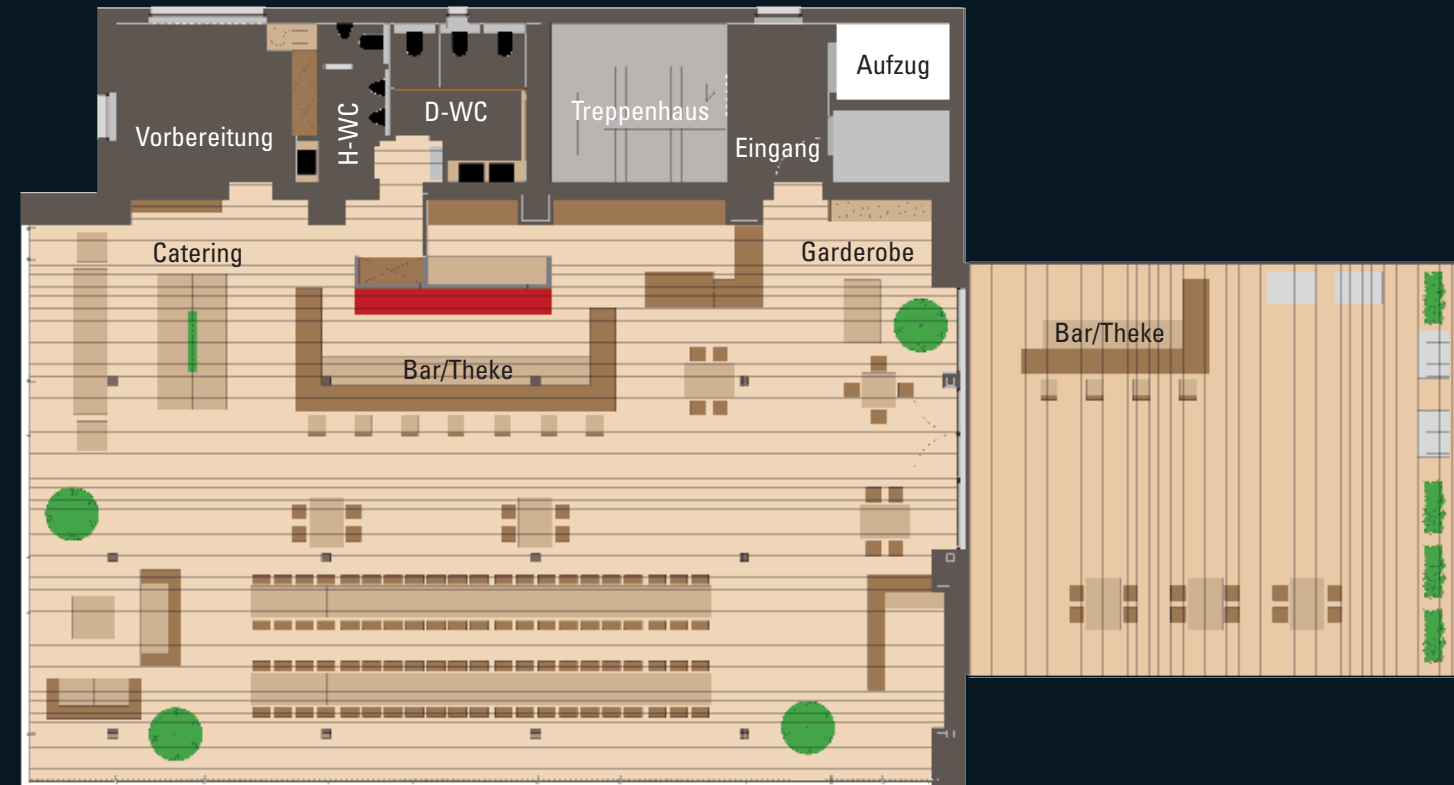 Aufzug
Vorbereitung
H-WC
D-WC
Treppenhaus
Eingang
Catering
Garderobe
Bar/Theke
Bar/Theke